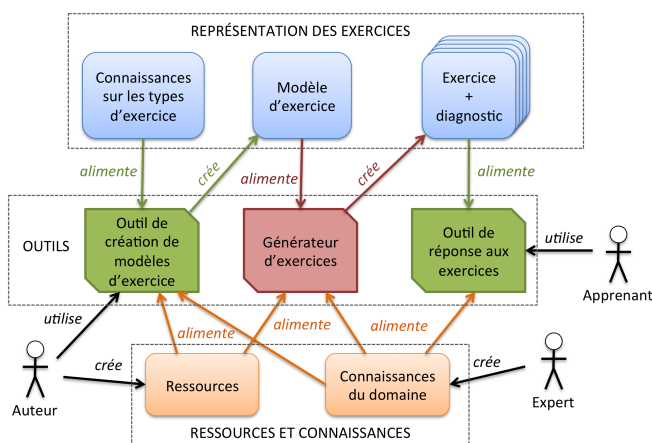 REPRÉSENTATION DES EXERCICES
Connaissances
sur les types
d'exercice
Modèle
d'exercice
Exercice
+
diagnostic
alimente
crée
alimente
crée
alimente
OUTILS
Outil de
création de
modèles
d'exercice
Générateur
d'exercices
Outil de
réponse aux
exercices
utilise
Apprenant
utilise
alimente
alimente
alimente
Auteur
crée
Ressources
Connaissances
du domaine
crée
Expert
RESSOURCES ET CONNAISSANCES